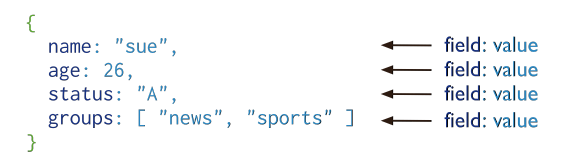 {
name: "sue", field: value
age: 26, field: value
status: "A", field: value
groups: [ "news", "sports" ] field: value
}